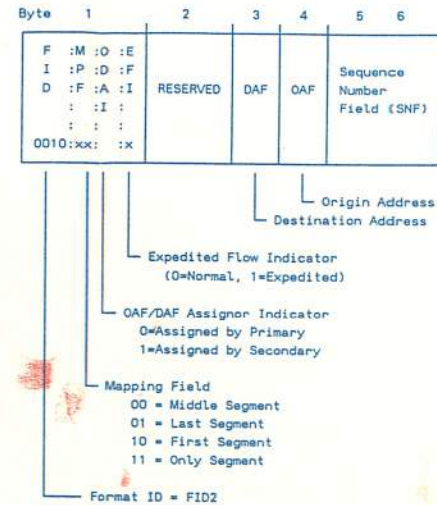 Byte 1 2 3 4 5 6
F :M :O :E
I :P :D :F
D :F :A :I
: :I :
: : :
0010:xx: :x
RESERVED
DAF
OAF
Sequence
Number
Field (SNF)
Origin Address
Destination Address
Expedited Flow Indicator
(0=Normal, 1=Expedited)
OAF/DAF Assignor Indicator
0=Assigned by Primary
1=Assigned by Secondary
Mapping Field
00 = Middle Segment
01 = Last Segment
10 = First Segment
11 = Only Segment
Format ID = FID2